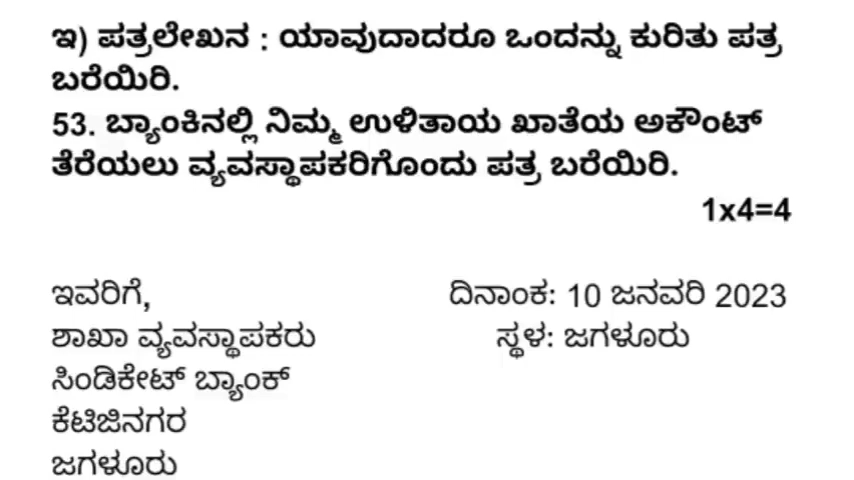 ಇ) ಪತ್ರಲೇಖನ : ಯಾವುದಾದರೂ ಒಂದನ್ನು ಕುರಿತು ಪತ್ರ
ಬರೆಯಿರಿ.
53. ಬ್ಯಾಂಕಿನಲ್ಲಿ ನಿಮ್ಮ ಉಳಿತಾಯ ಖಾತೆಯ ಅಕೌಂಟ್
ತೆರೆಯಲು ವ್ಯವಸ್ಥಾಪಕರಿಗೊಂದು ಪತ್ರ ಬರೆಯಿರಿ.
1x4=4
ಇವರಿಗೆ, ದಿನಾಂಕ: 10 ಜನವರಿ 2023
ಶಾಖಾ ವ್ಯವಸ್ಥಾಪಕರು ಸ್ಥಳ: ಜಗಳೂರು
ಸಿಂಡಿಕೇಟ್ ಬ್ಯಾಂಕ್
ಕೆಟಿಜಿನಗರ
ಜಗಳೂರು